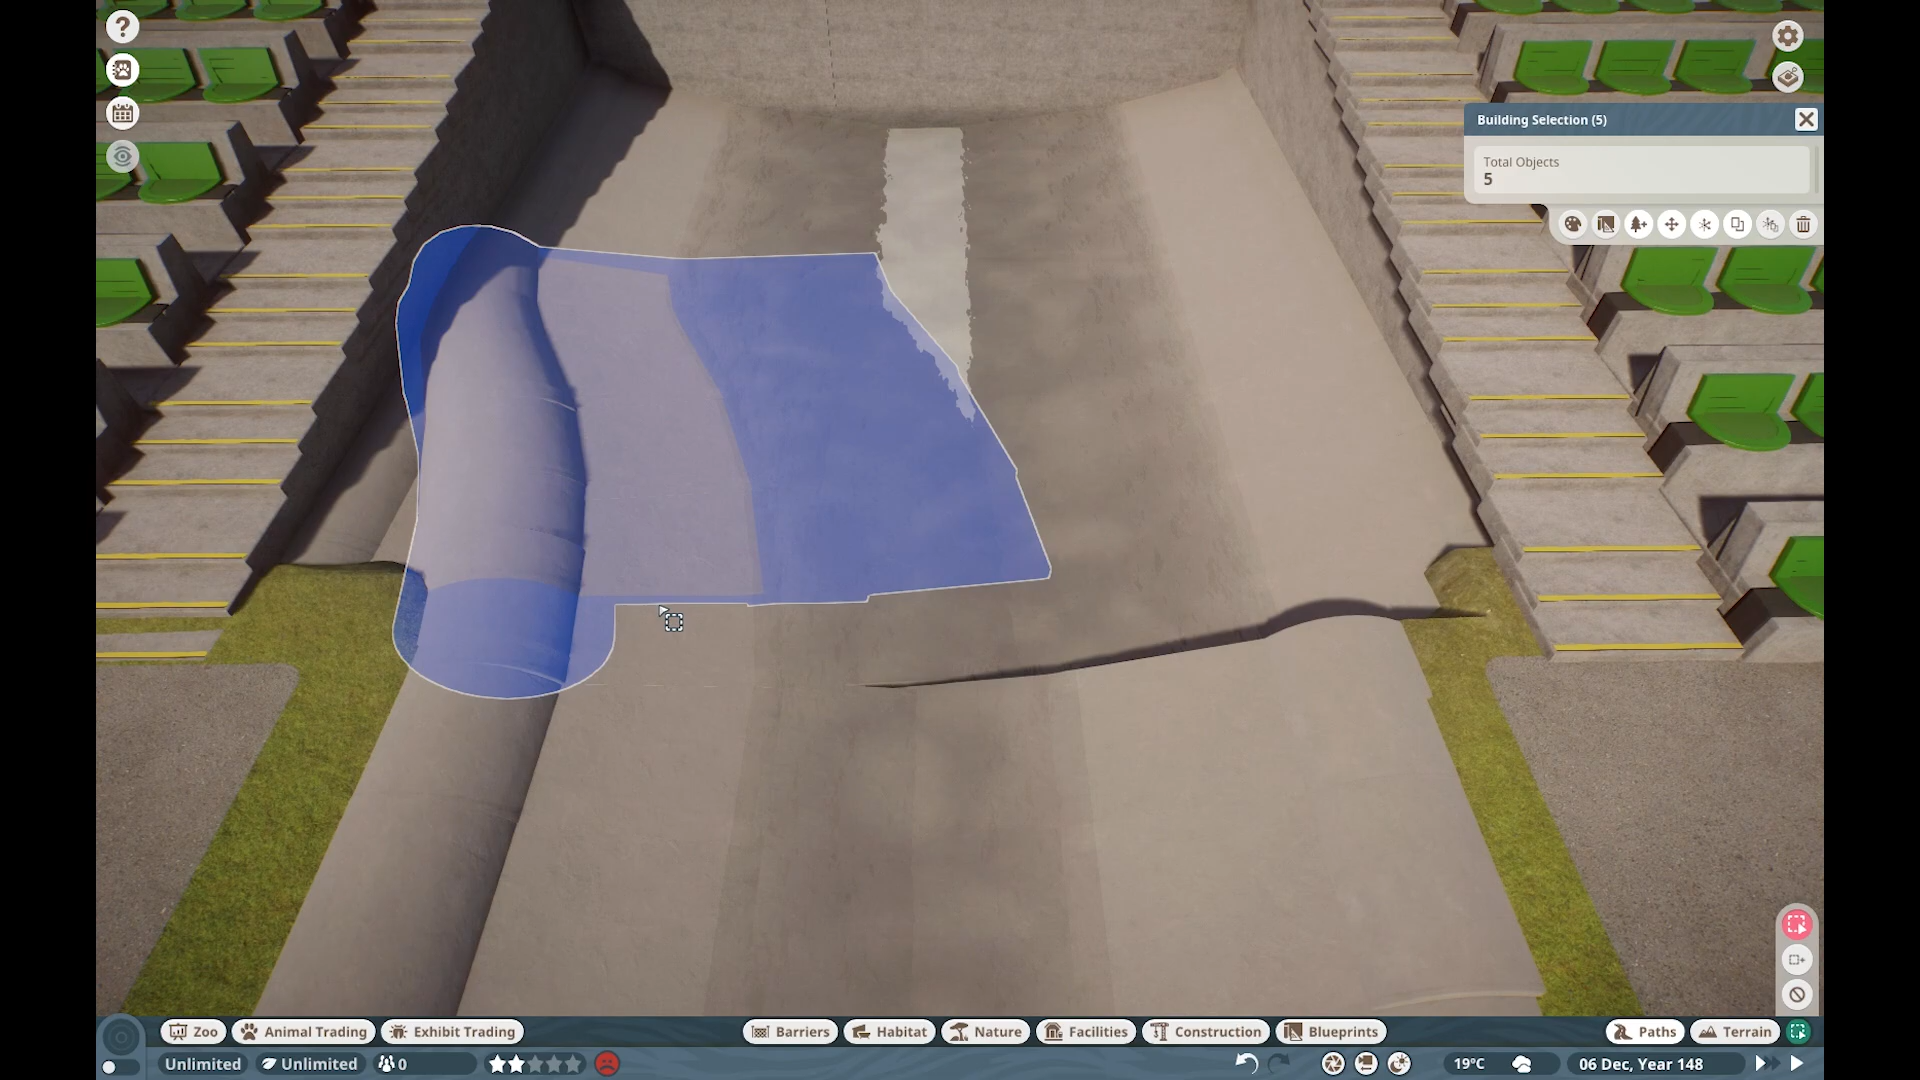 Building Selection (5)
Total Objects
5
Zoo
Animal Trading
Exhibit Trading
Barriers
Habitat
Nature
Facilities
Construction
Blueprints
Paths
Terrain
Unlimited
Unlimited
0
19°C
06 Dec, Year 148